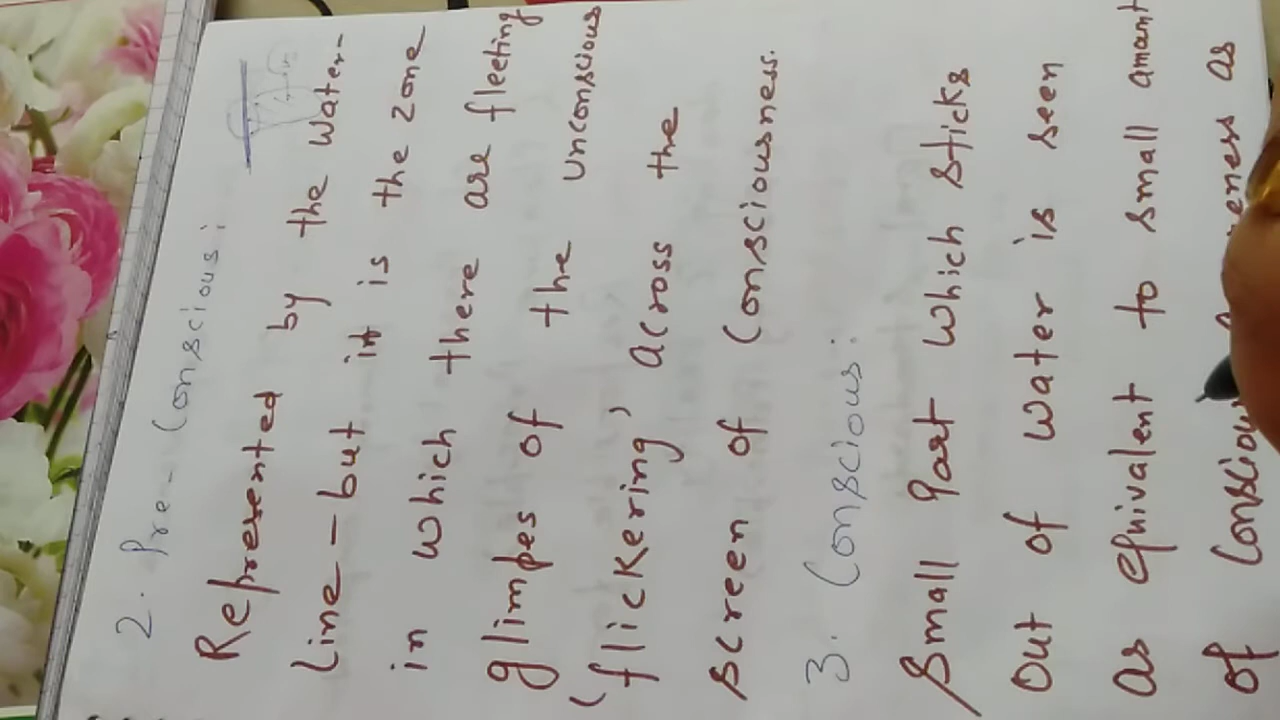 2. Pre-Conscious:
Represented by the Water-
Line-but it is the zone
in which there are fleeting
glimpes of the unconscious
(flickering) across the
screen of Consciousness.
3. Conscious:
Small Part which sticks
Out of water is seen
as equivalent to small amount
of as